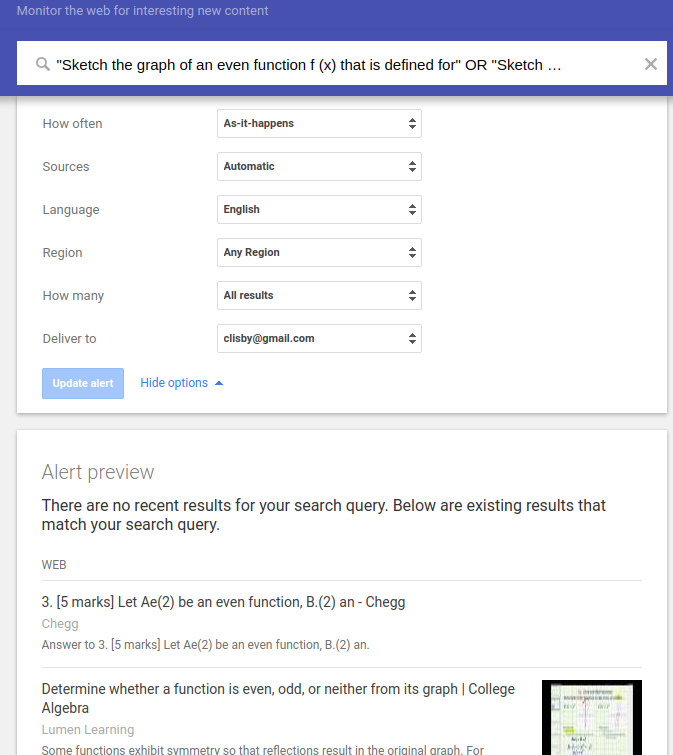 Monitor the web for interesting new content
"Sketch the graph of an even function f (x) that is defined for" OR "Sketch …
How often
As-it-happens
Sources
Automatic
Language
English
Region
Any Region
How many
All results
Deliver to
clisby@gmail.com
Update alert
Hide options
Alert preview
There are no recent results for your search query. Below are existing results that
match your search query.
WEB
3. [5 marks] Let Ae(2) be an even function, B.(2) an - Chegg
Chegg
Answer to 3. [5 marks] Let Ae(2) be an even function, B.(2) an.
Determine whether a function is even, odd, or neither from its graph | College
Algebra
Lumen Learning
Some functions exhibit symmetry so that reflections result in the original graph. For